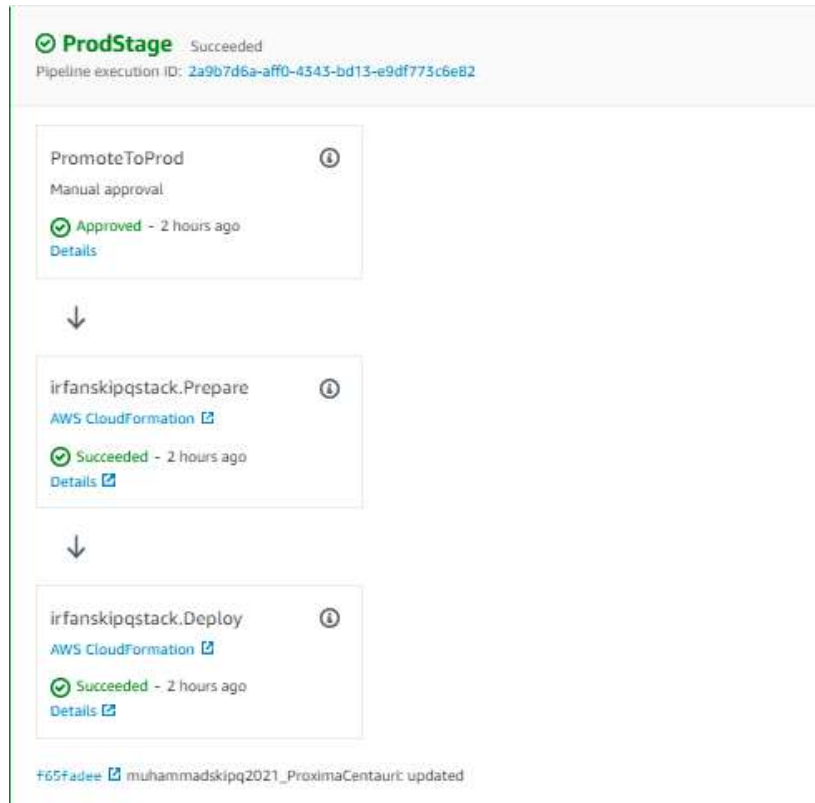 ProdStage Succeeded
Pipeline execution ID: 2a9b7d6a-aff0-4343-bd13-e9df773c6e82
PromoteToProd
Manual approval
Approved - 2 hours ago
Details
irfanskipqstack.Prepare
AWS CloudFormation
Succeeded - 2 hours ago
Details
irfanskipqstack.Deploy
AWS CloudFormation
Succeeded - 2 hours ago
Details
f65fadee muhammadskipq2021_ProximaCentauri: updated